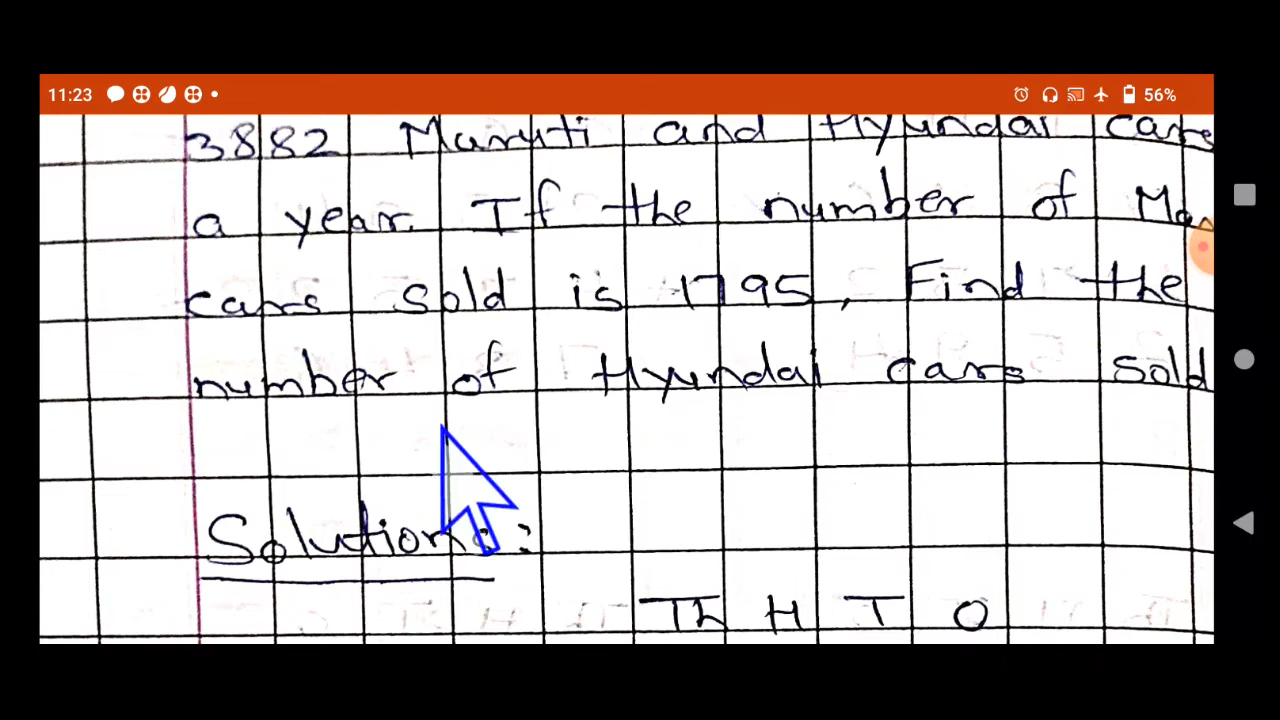 11:23 56%
3882 Maruti and Hyundai cars
a year. If the number of Mar
cars sold is 1795, Find the
number of Hyundai cars sold
Solution:
Th H T O